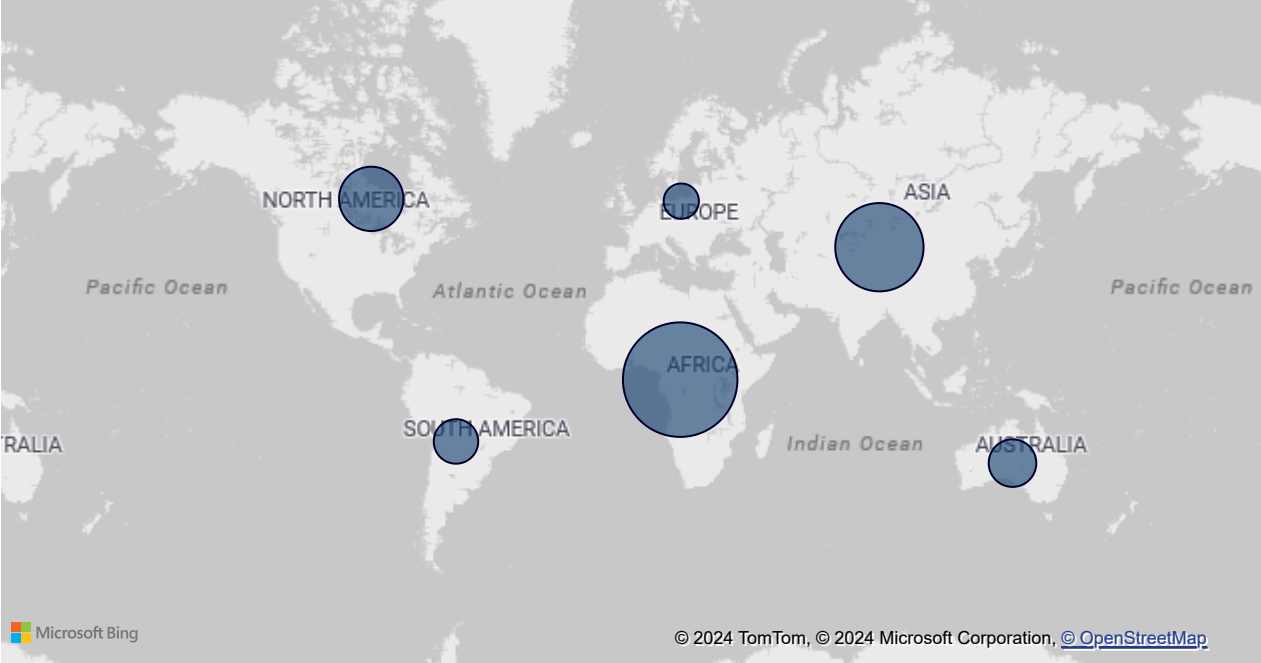 ASIA
NORTH AMERICA
EUROPE
Pacific Ocean
Atlantic Ocean
Pacific Ocean
AFRICA
SOUTH AMERICA
TRALIA
Indian Ocean
AUSTRALIA
Microsoft Bing
© 2024 TomTom, © 2024 Microsoft Corporation, © OpenStreetMap